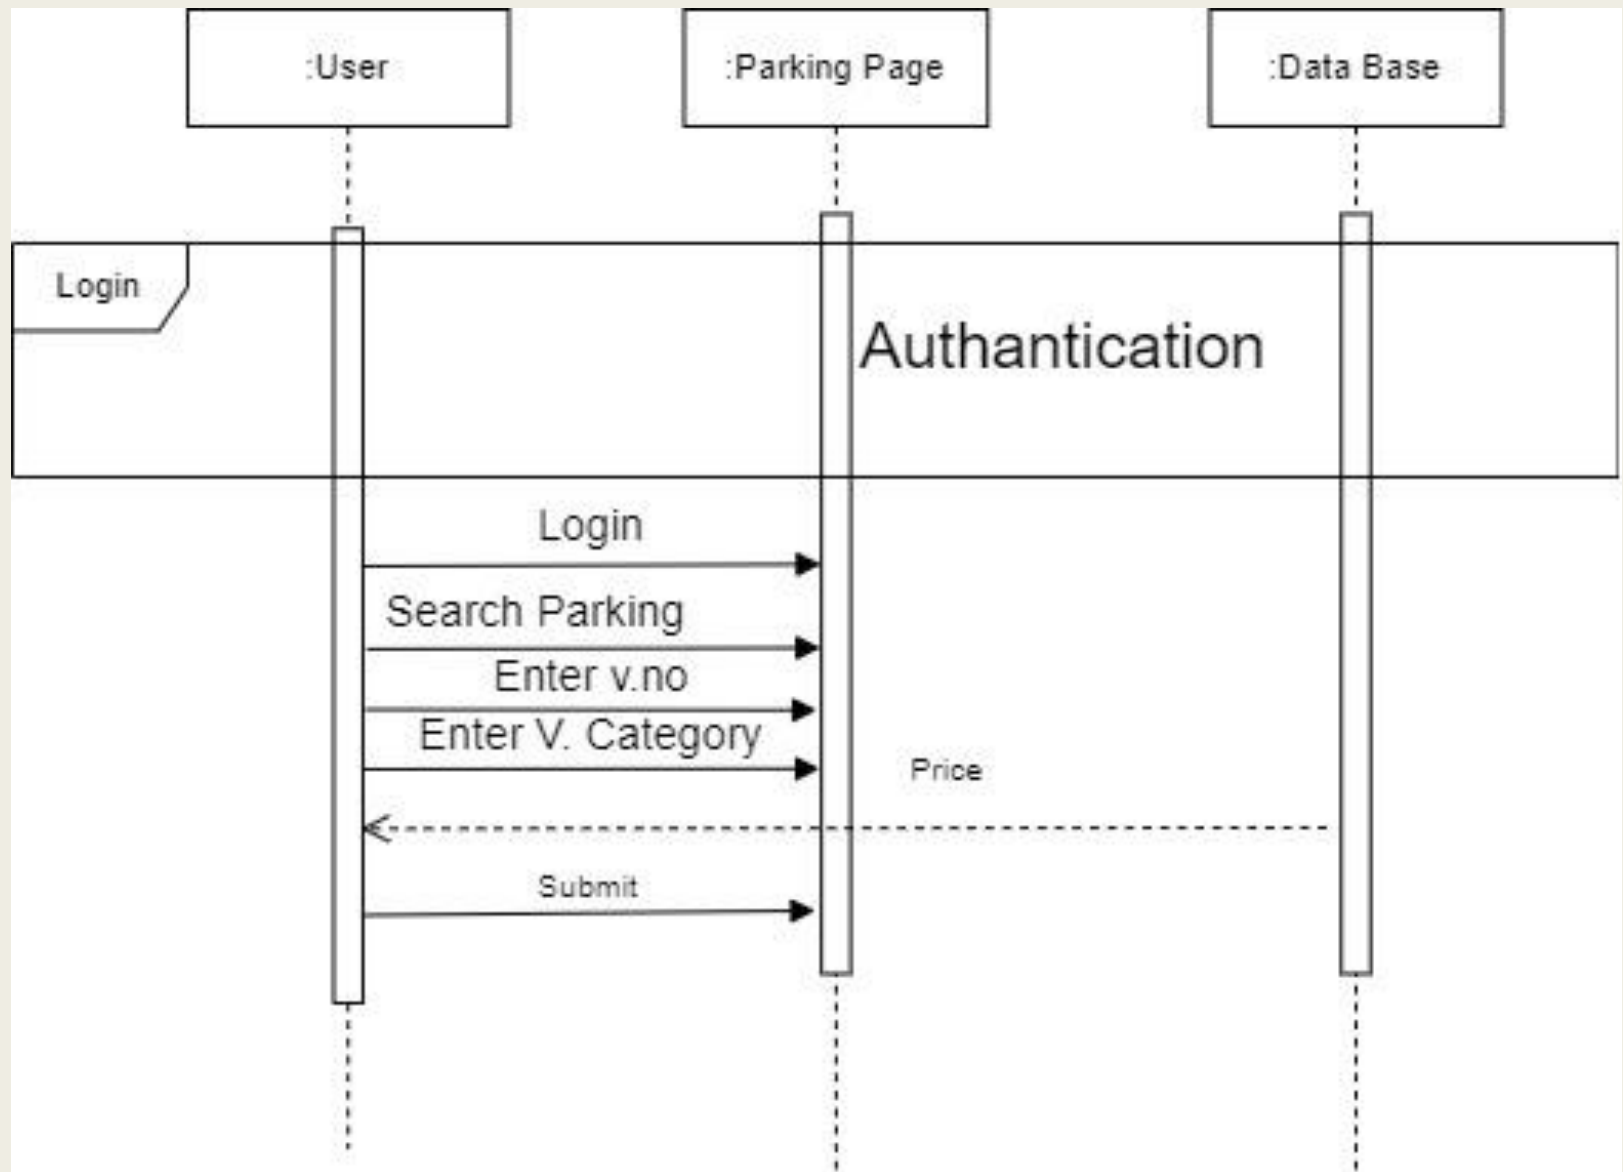 :User
:Parking Page
:Data Base
Login
Authantication
Login
Search Parking
Enter v.no
Enter V. Category
Price
Submit